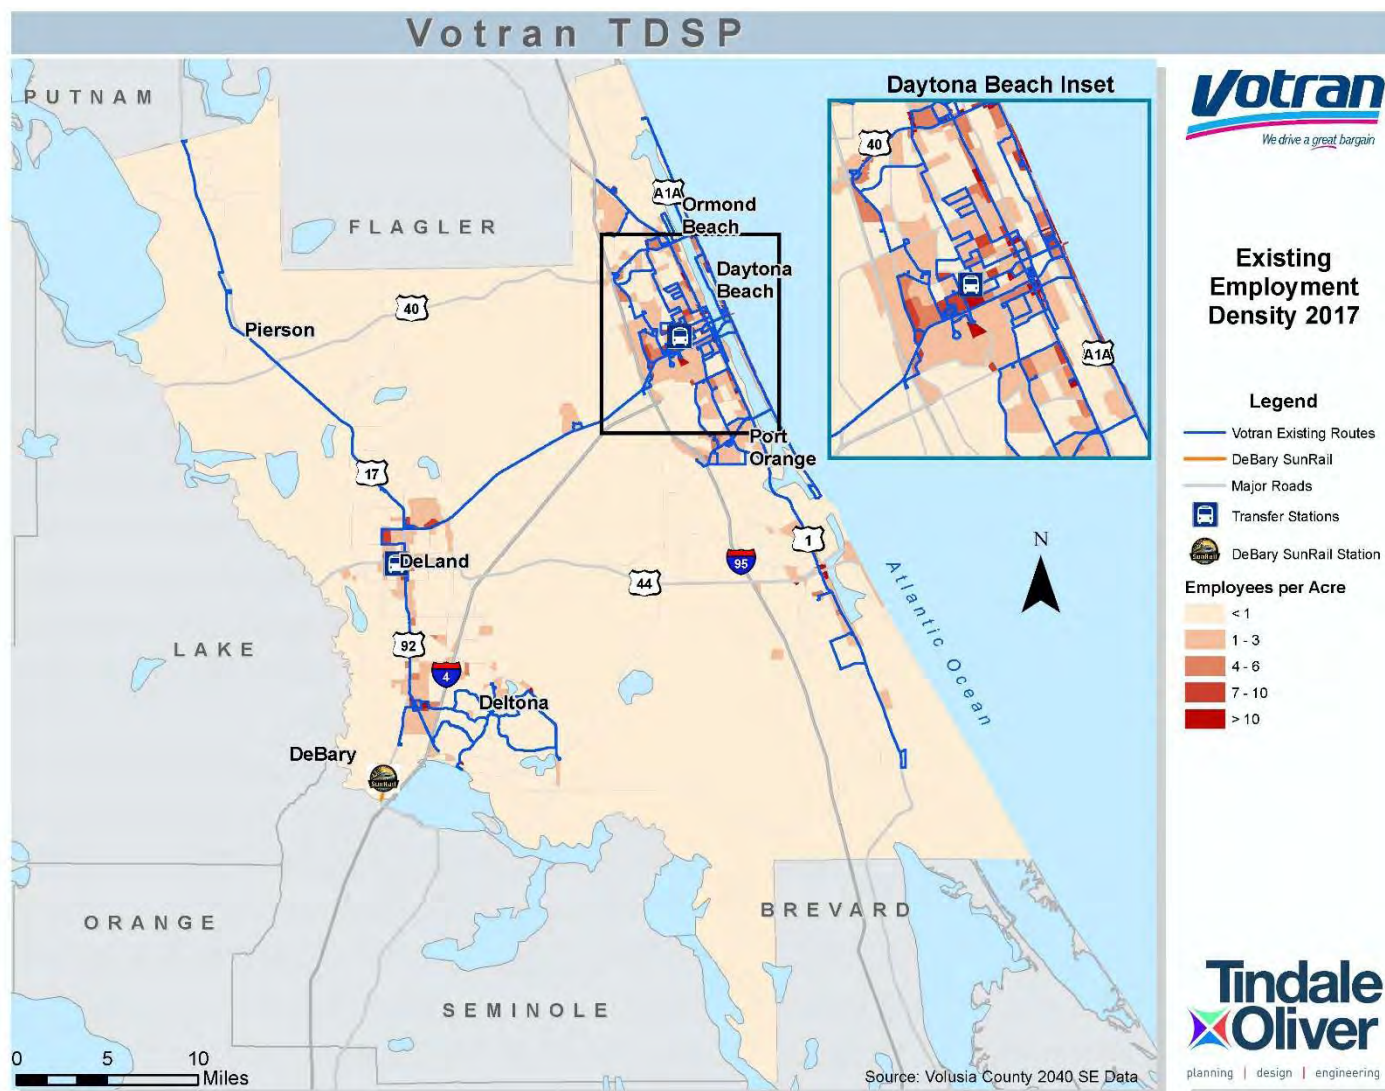 Votran TDSP
PUTNAM
FLAGLER
A1A
Ormond
Beach
Daytona
Beach
40
Pierson
17
Port
Orange
DeLand
1
95
44
92
LAKE
4
Deltona
DeBary
SunRail
Atlantic Ocean
N
ORANGE
BREVARD
SEMINOLE
0 5 10
Miles
Source: Volusia County 2040 SE Data
Daytona Beach Inset
40
A1A
Votran
We drive a great bargain
Existing
Employment
Density 2017
Legend
Votran Existing Routes
DeBary SunRail
Major Roads
Transfer Stations
SunRail
DeBary SunRail Station
Employees per Acre
< 1
1 - 3
4 - 6
7 - 10
> 10
Tindale
Oliver
planning | design | engineering